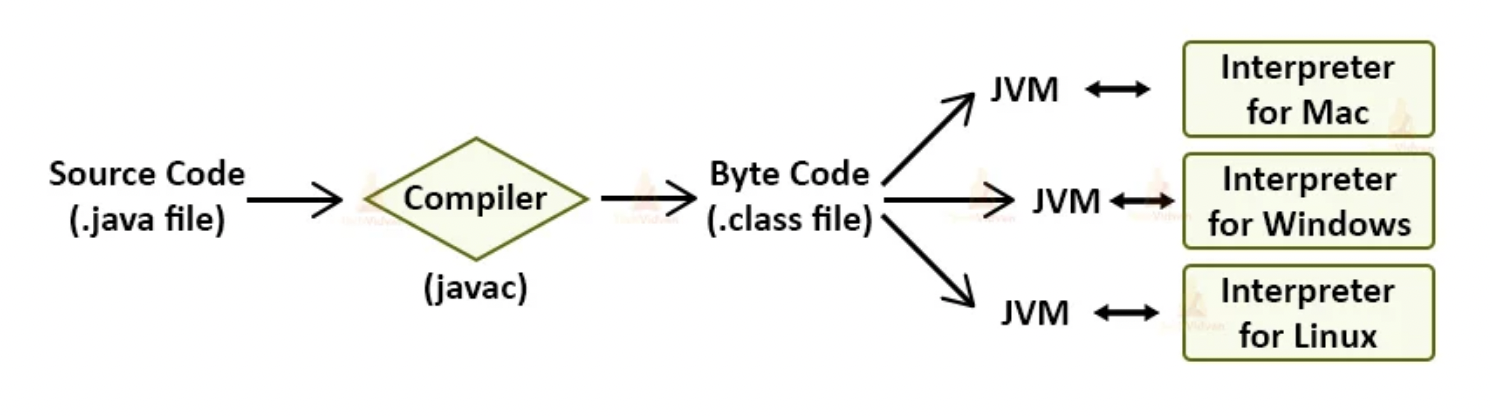 Source Code
(.java file)
Compiler
(javac)
Byte Code
(.class file)
JVM
Interpreter
for Mac
JVM
Interpreter
for Windows
JVM
Interpreter
for Linux